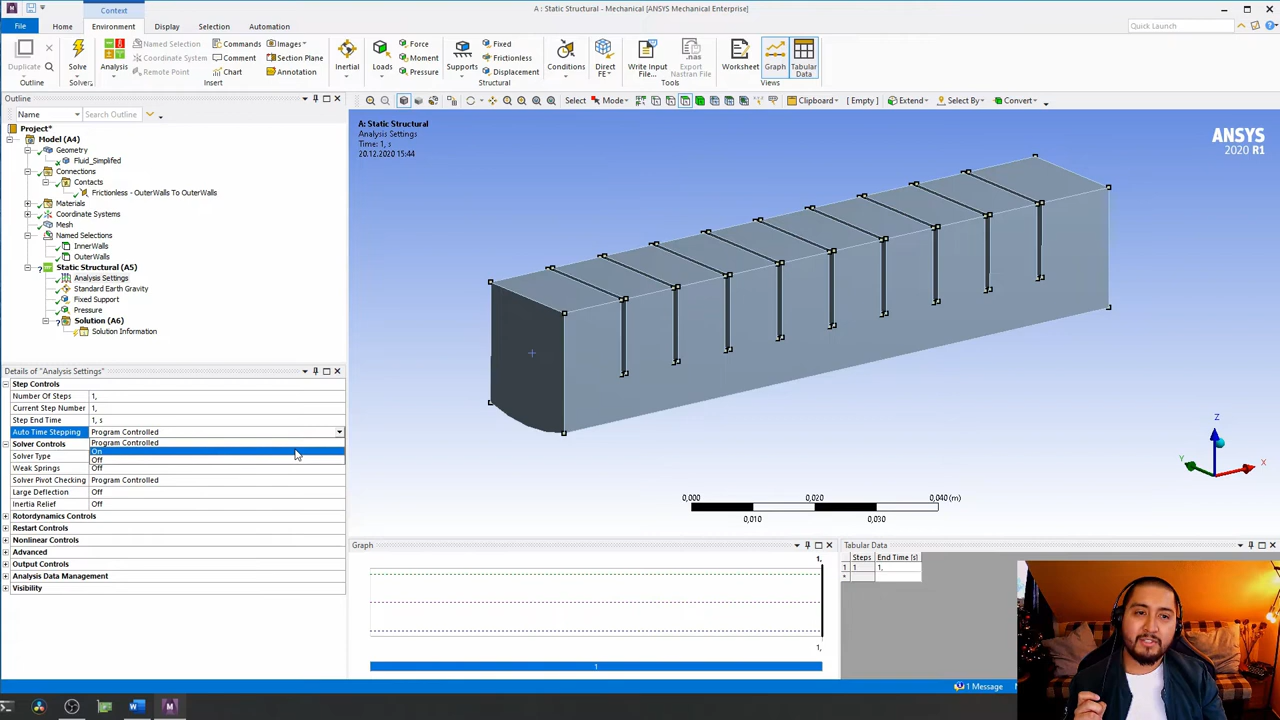 Context
A : Static Structural - Mechanical [ANSYS Mechanical Enterprise]
File
Home
Environment
Display
Selection
Automation
Quick Launch
Duplicate
Outline
Solve
Solver
Analysis
Named Selection
Remote Point
Commands
Comment
Chart
Images
Section Plane
Annotation
Insert
Inertial
Loads
Force
Moment
Pressure
Supports
Fixed
Frictionless
Displacement
Structural
Conditions
Direct
FE
Write Input
File...
Export
Nastran File
Tools
Worksheet
Graph
Tabular
Data
Views
Select
Mode
Clipboard
[ Empty ]
Extend
Select By
Convert
Outline
Name
Search Outline
Project*
Model (A4)
Geometry
Fluid_Simplifed
Connections
Contacts
Frictionless - OuterWalls To OuterWalls
Materials
Coordinate Systems
Mesh
Named Selections
InnerWalls
OuterWalls
Static Structural (A5)
Analysis Settings
Standard Earth Gravity
Fixed Support
Pressure
Solution (A6)
Solution Information
Details of "Analysis Settings"
Step Controls
Number Of Steps 1,
Current Step Number 1,
Step End Time 1, s
Auto Time Stepping Program Controlled
Program Controlled
Solver Controls
On
Solver Type
Off
Weak Springs Off
Solver Pivot Checking Program Controlled
Large Deflection Off
Inertia Relief Off
Rotordynamics Controls
Restart Controls
Nonlinear Controls
Advanced
Output Controls
Analysis Data Management
Visibility
A: Static Structural
Analysis Settings
Time: 1, s
20.12.2020 15:44
ANSYS
2020 R1
Z
Y
X
0,000
0,020
0,040 (m)
0,010
0,030
Graph
1,
1,
1
Tabular Data
Steps End Time [s]
1 1 1,
*
1 Message